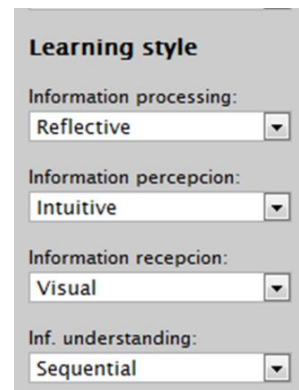 Learning style
Information processing:
Reflective
Information percepcion:
Intuitive
Information recepcion:
Visual
Inf. understanding:
Sequential